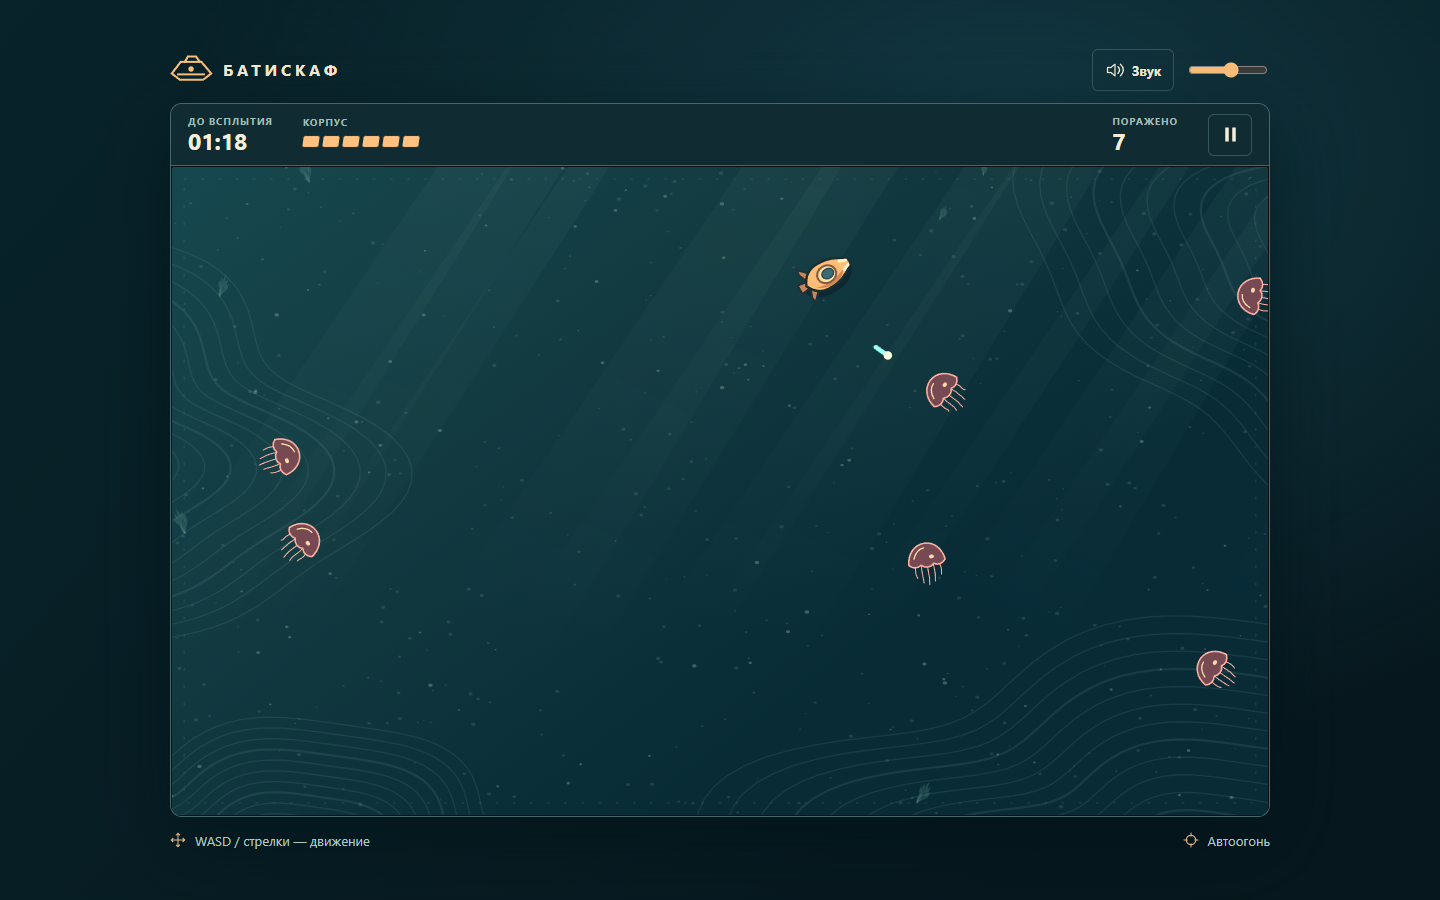 БАТИСКАФ
Звук
ДО ВСПЛЫТИЯ
01:18
КОРПУС
ПОРАЖЕНО
7
WASD / стрелки — движение
Автоогонь